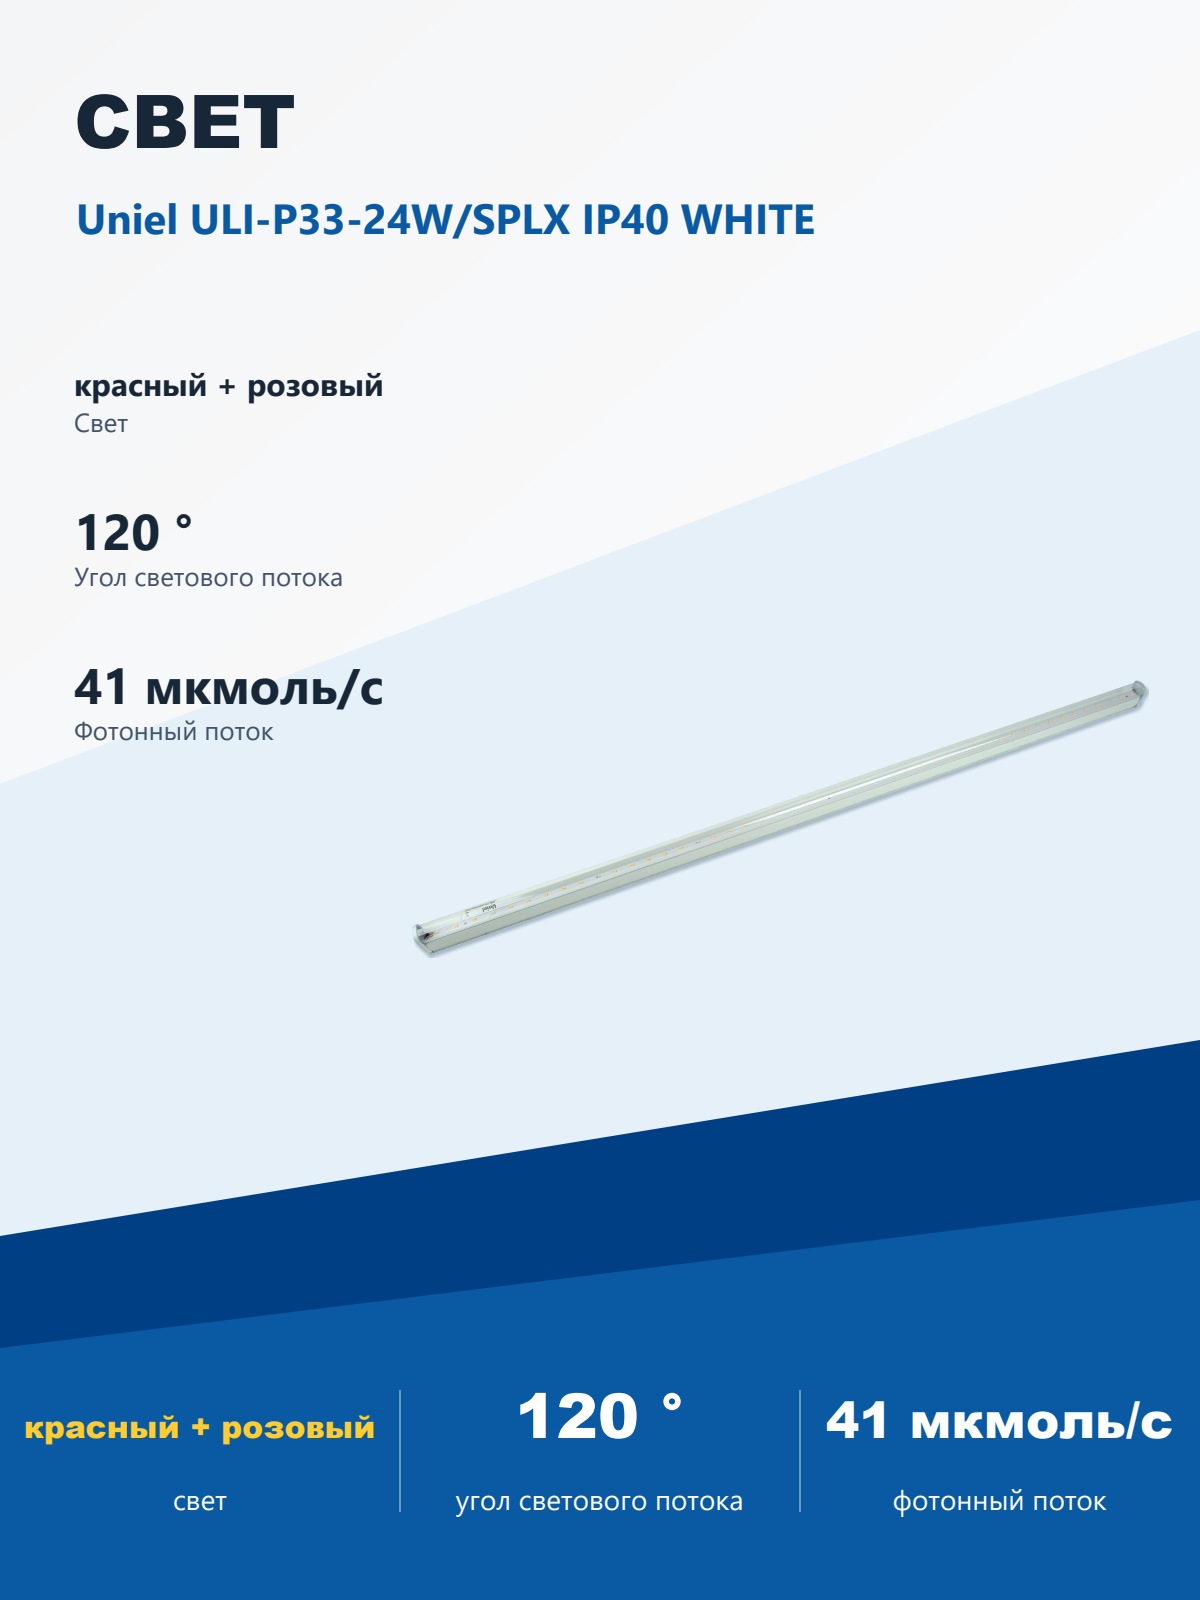 СВЕТ
Uniel ULI-P33-24W/SPLX IP40 WHITE
красный + розовый
Свет
120 °
Угол светового потока
41 мкмоль/с
Фотонный поток
Uniel
красный + розовый
120 °
41 мкмоль/с
свет
угол светового потока
фотонный поток